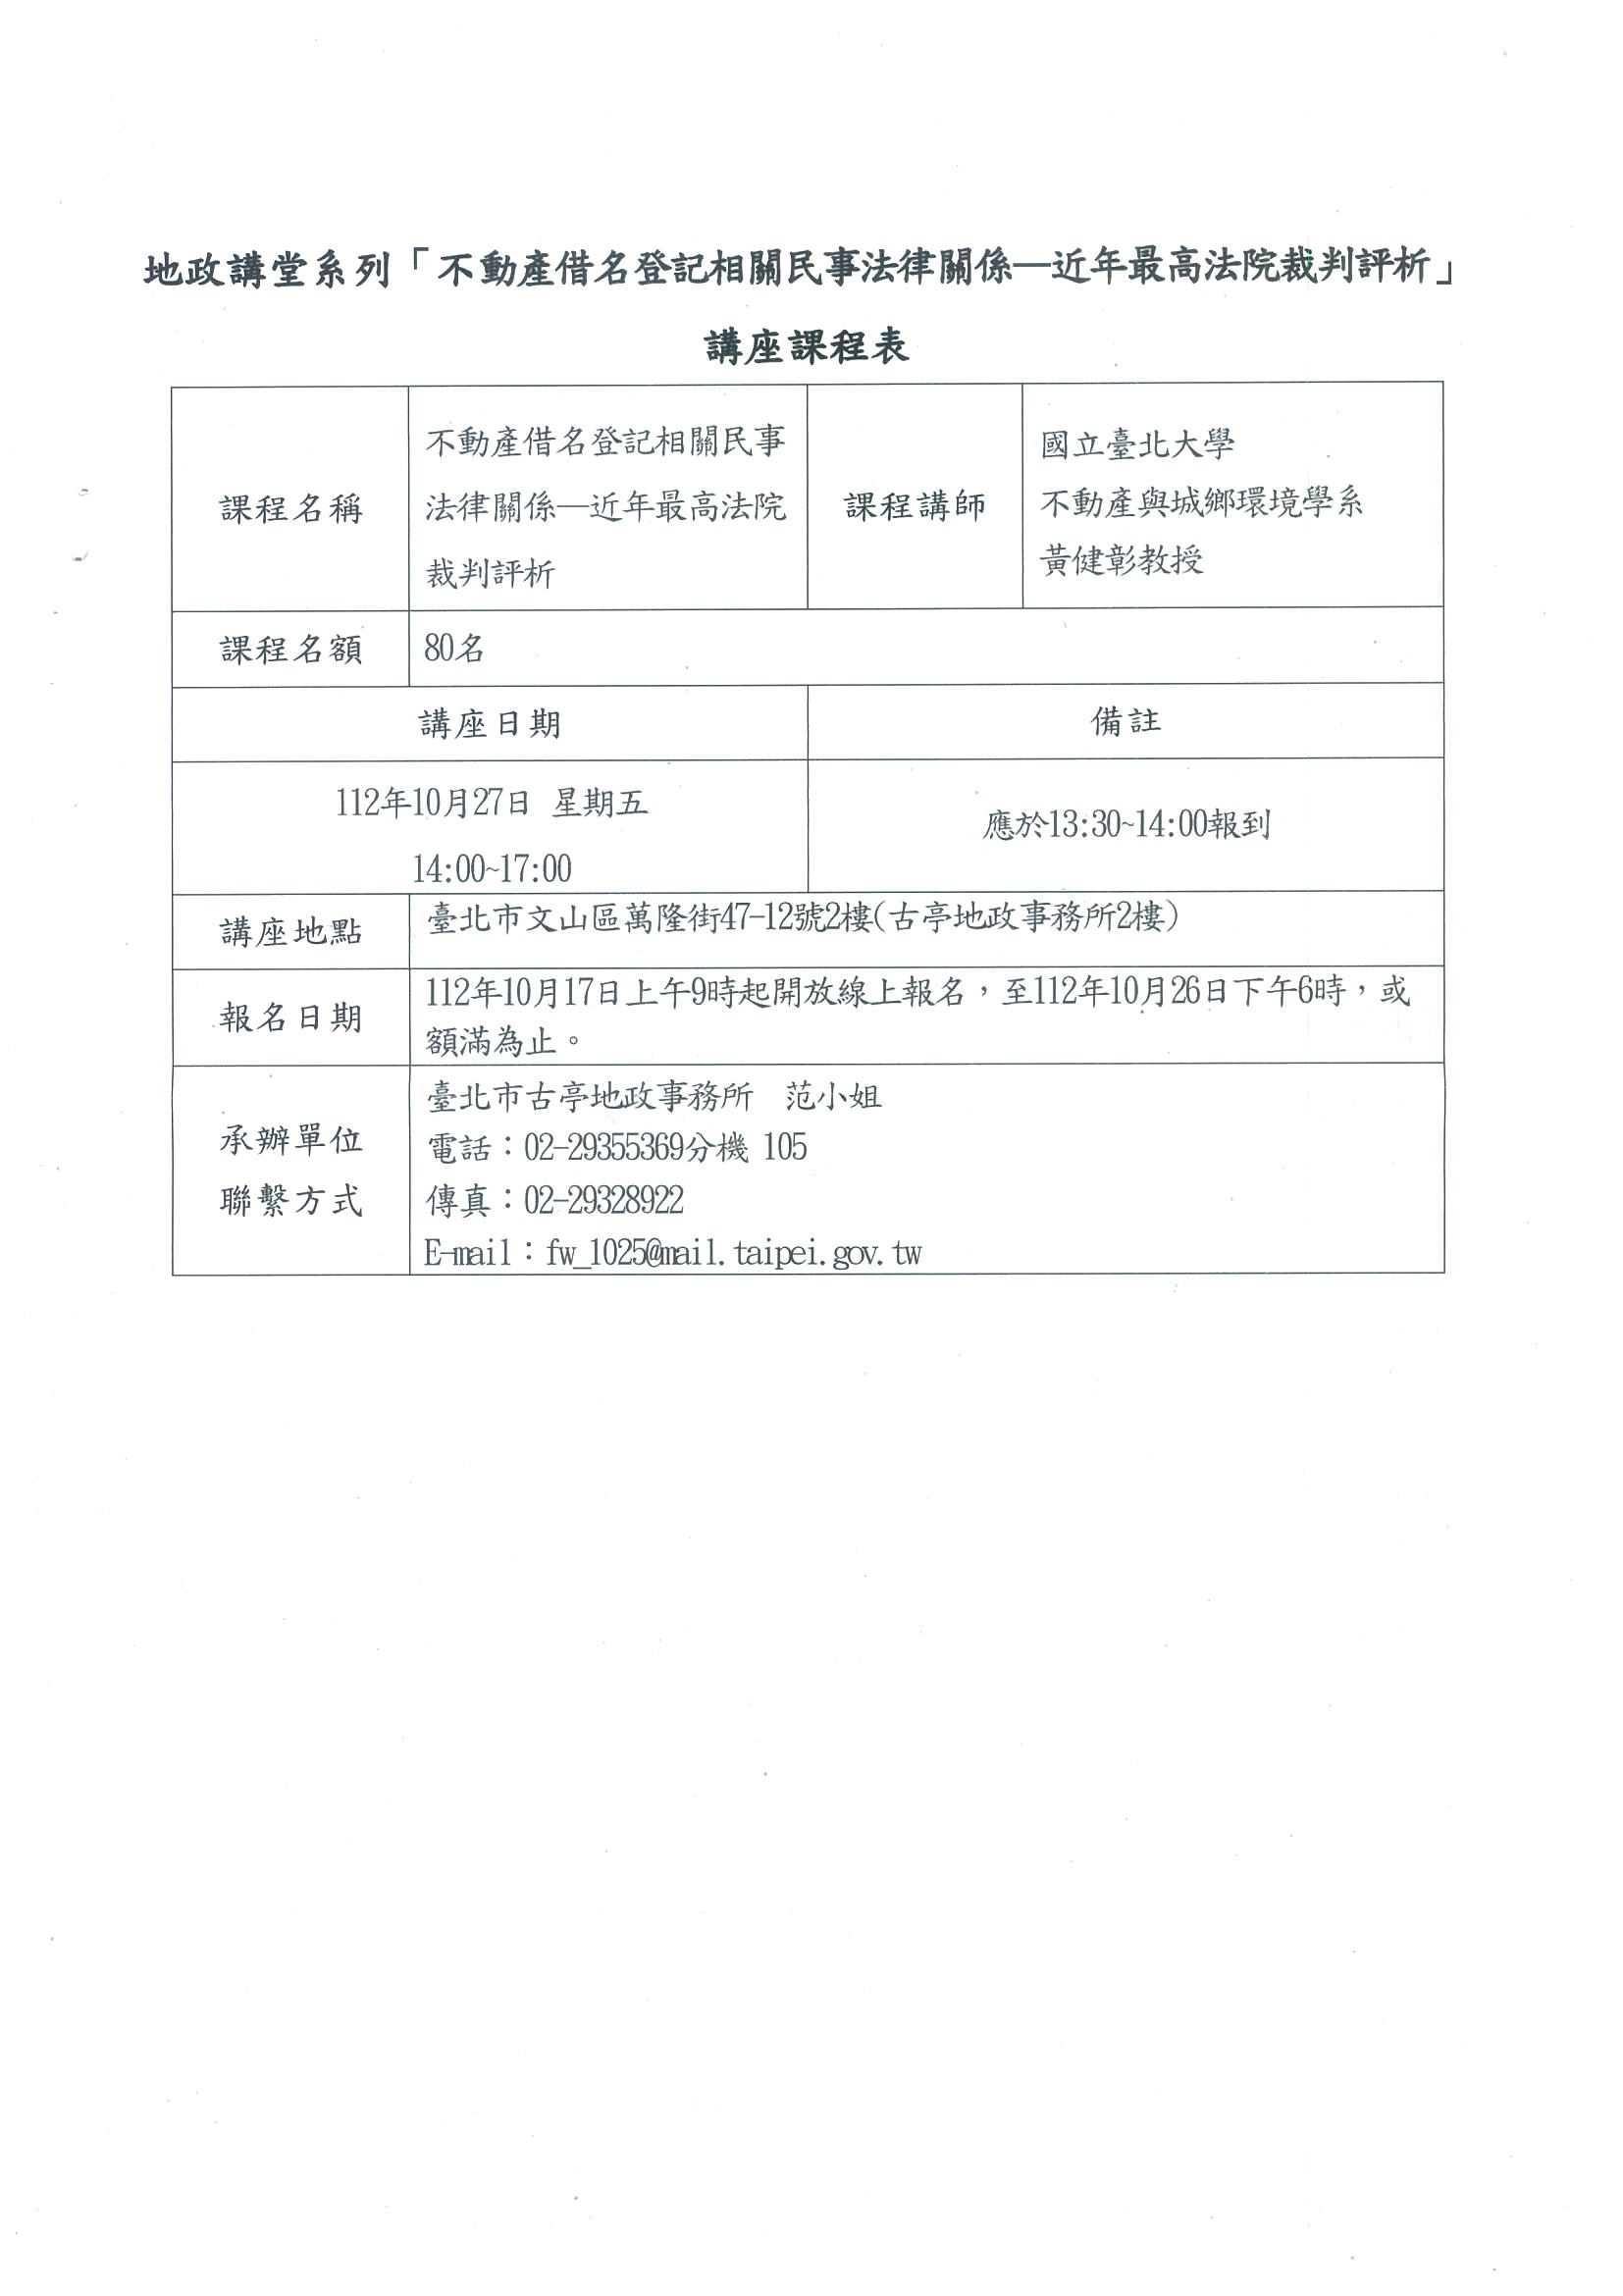 地政講堂系列「不動產借名登記相關民事法律關係—近年最高法院裁判評析」
講座課程表
課程名稱
不動產借名登記相關民事
法律關係—近年最高法院
裁判評析
課程講師
國立臺北大學
不動產與城鄉環境學系
黃健彰教授
課程名額
80名
講座日期
備註
112年10月27日 星期五
14:00~17:00
應於13:30~14:00報到
講座地點
臺北市文山區萬隆街47-12號2樓(古亭地政事務所2樓)
報名日期
112年10月17日上午9時起開放線上報名，至112年10月26日下午6時，或
額滿為止。
承辦單位
聯繫方式
臺北市古亭地政事務所 范小姐
電話：02-29355369分機 105
傳真：02-29328922
E-mail：fw_1025@mail.taipei.gov.tw